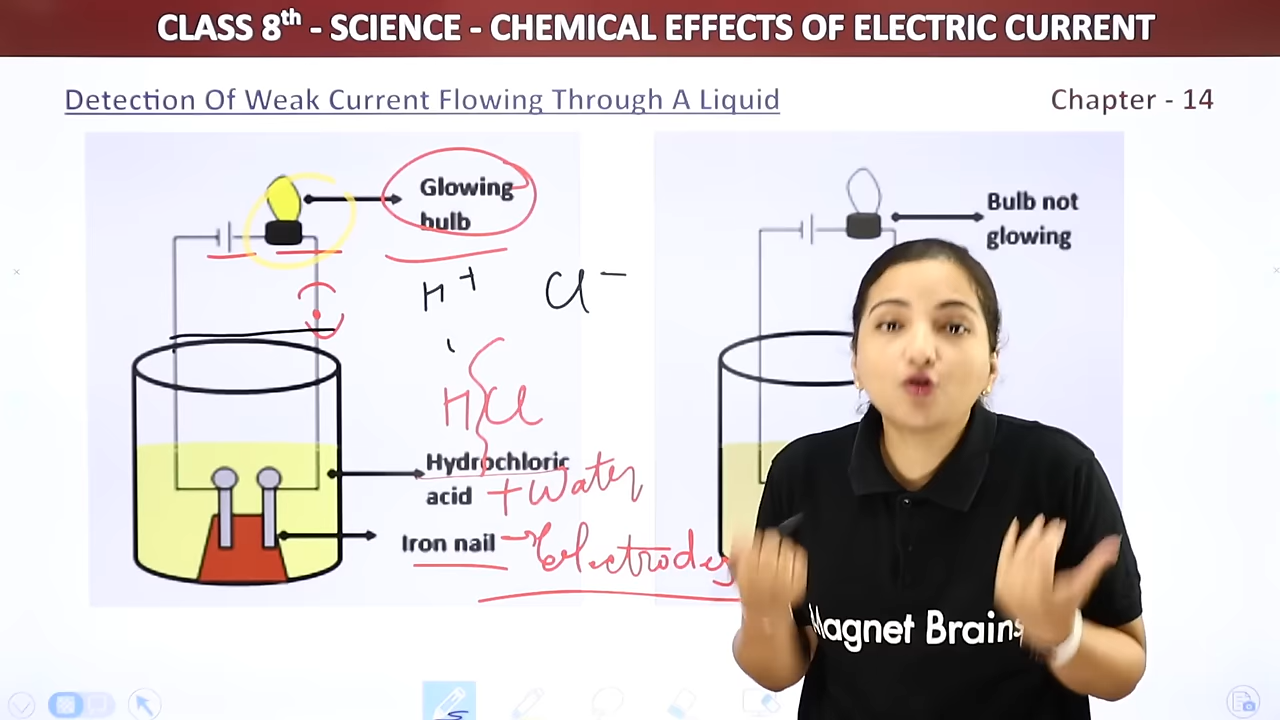 CLASS 8th - SCIENCE - CHEMICAL EFFECTS OF ELECTRIC CURRENT
Detection Of Weak Current Flowing Through A Liquid
Chapter - 14
Glowing
bulb
H+ Cl-
HCl
Hydrochloric
acid + Water
Iron nail → Electrodes
Bulb not
glowing
Magnet Brains